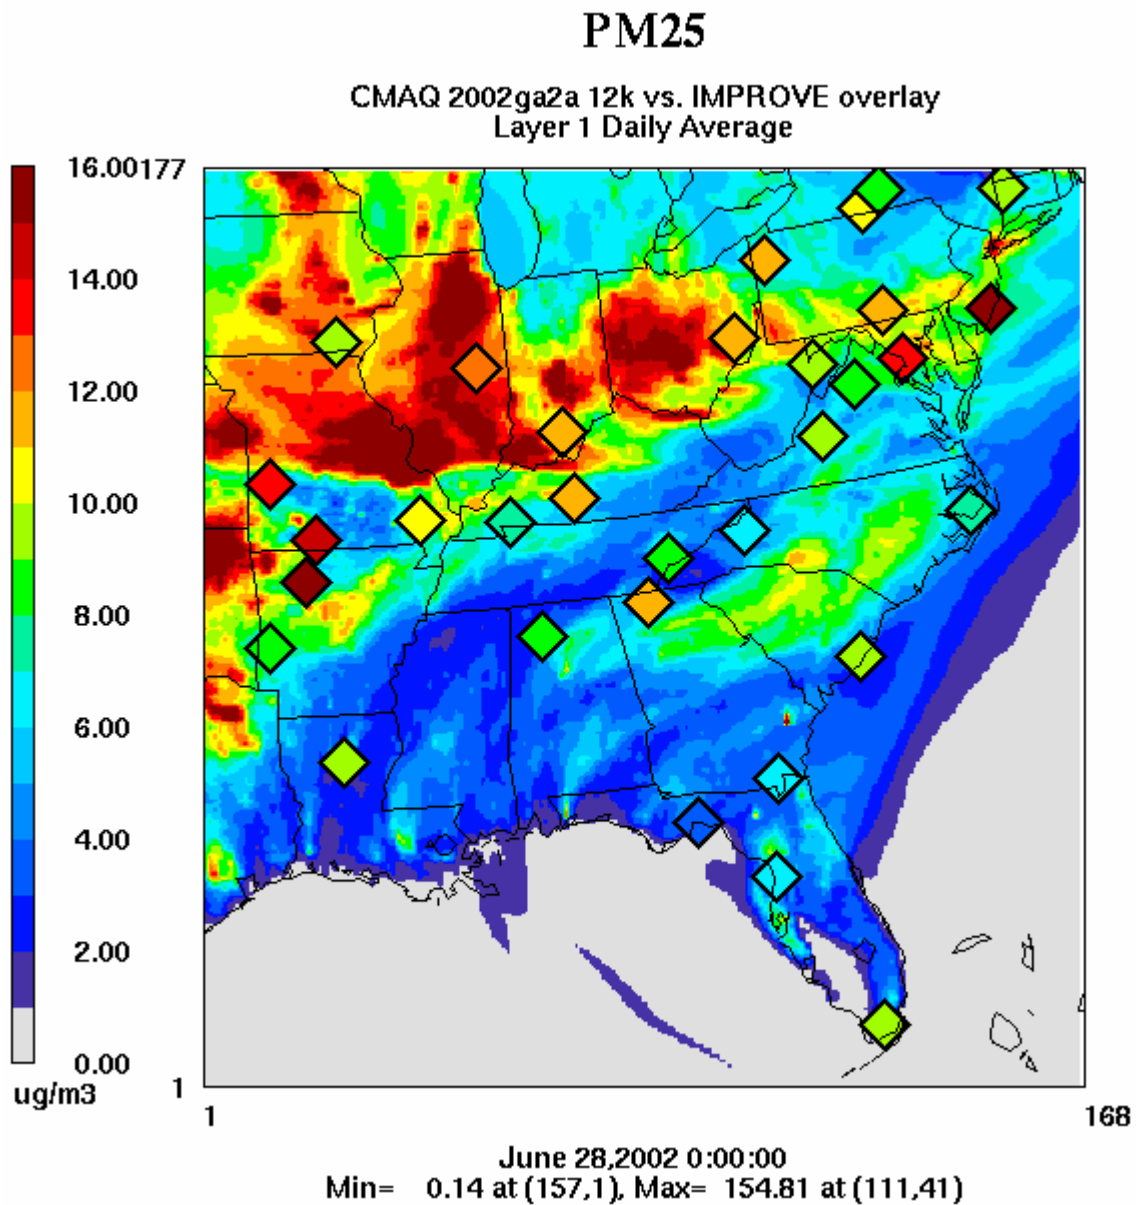 PM25
CMAQ 2002ga2a 12k vs. IMPROVE overlay
Layer 1 Daily Average
16.00
177
14.00
12.00
10.00
8.00
6.00
4.00
2.00
0.00
ug/m3
1
1
168
June 28,2002 0:00:00
Min= 0.14 at (157,1), Max= 154.81 at (111,41)